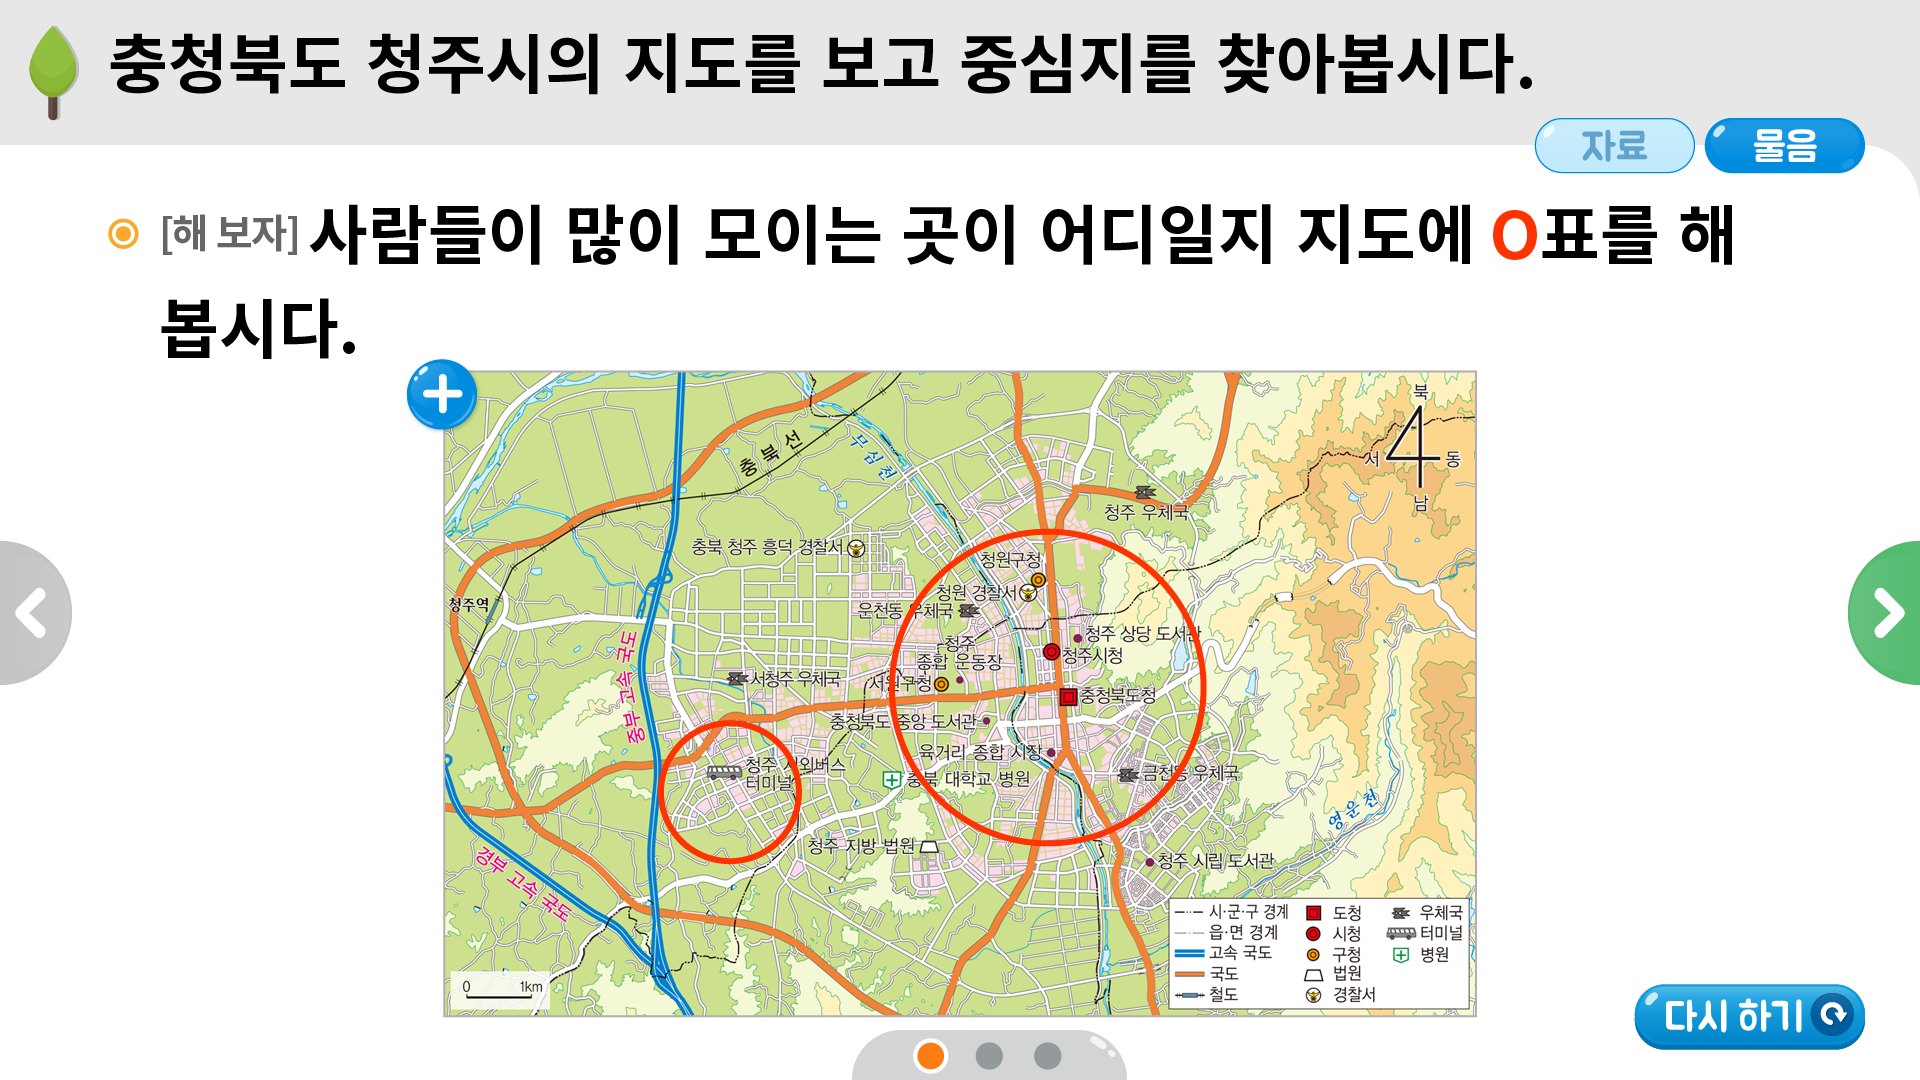 충청북도 청주시의 지도를 보고 중심지를 찾아봅시다.
자료
물음
[해 보자] 사람들이 많이 모이는 곳이 어디일지 지도에 O표를 해
봅시다.
북
서
동
남
충북선
무심천
청주 우체국
충북 청주 흥덕 경찰서
청원구청
청원 경찰서
운천동 우체국
청주역
청주 상당 도서관
청주
종합 운동장
청주시청
중부 고속 국도
서청주 우체국
서원구청
충청북도청
충청북도 중앙 도서관
육거리 종합 시장
청주 시외버스
터미널
충북 대학교 병원
금천동 우체국
영운천
청주 지방 법원
청주 시립 도서관
경부 고속 국도
시·군·구 경계
읍·면 경계
고속 국도
국도
철도
도청
시청
구청
법원
경찰서
우체국
터미널
병원
0 1km
다시 하기